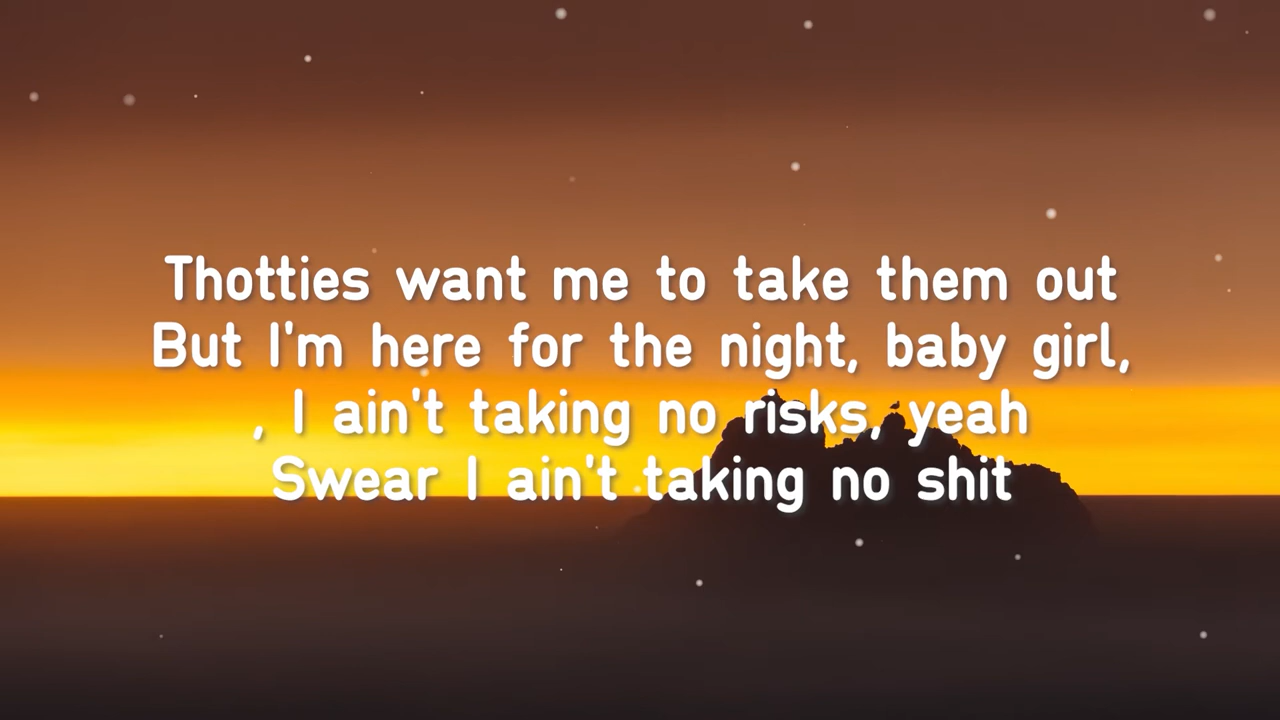 Thotties want me to take them out
But I'm here for the night, baby girl,
, I ain't taking no risks, yeah
Swear I ain't taking no shit